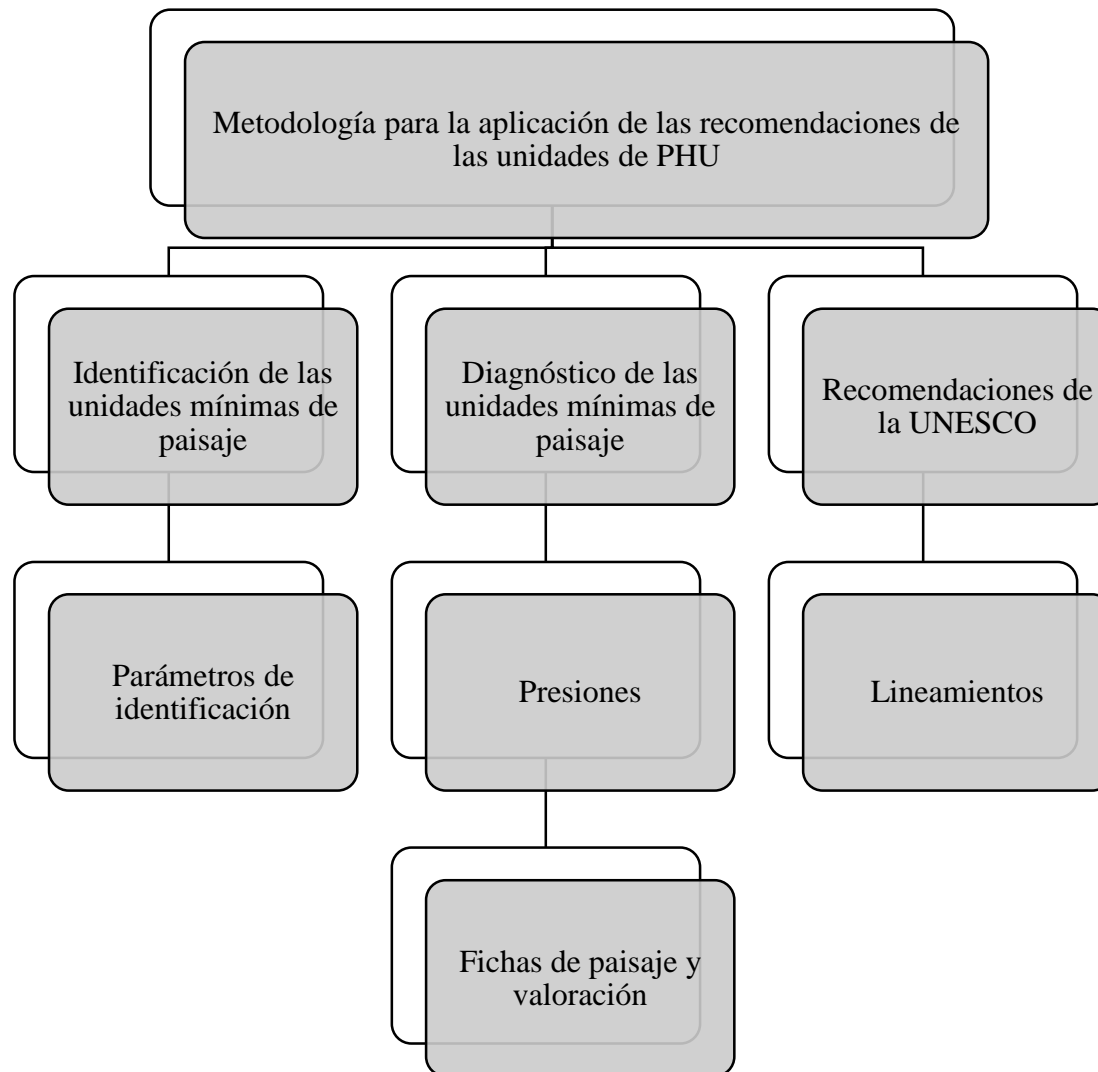 Metodología para la aplicación de las recomendaciones de
las unidades de PHU
Identificación de las
unidades mínimas de
paisaje
Diagnóstico de las
unidades mínimas de
paisaje
Recomendaciones de
la UNESCO
Parámetros de
identificación
Presiones
Lineamientos
Fichas de paisaje y
valoración